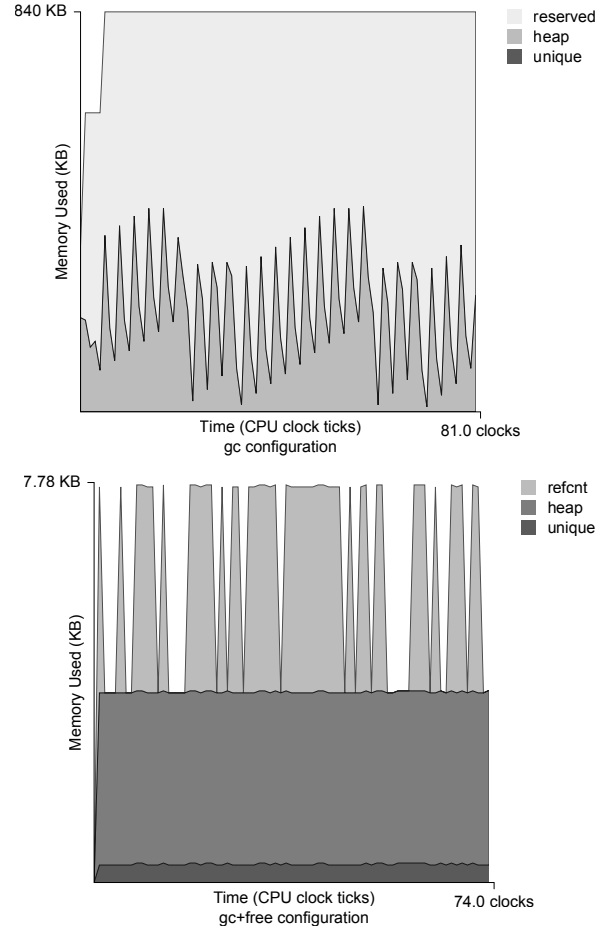 840 KB
reserved
heap
unique
Memory Used (KB)
Time (CPU clock ticks)
gc configuration
81.0 clocks
7.78 KB
refcnt
heap
unique
Memory Used (KB)
Time (CPU clock ticks)
gc+free configuration
74.0 clocks